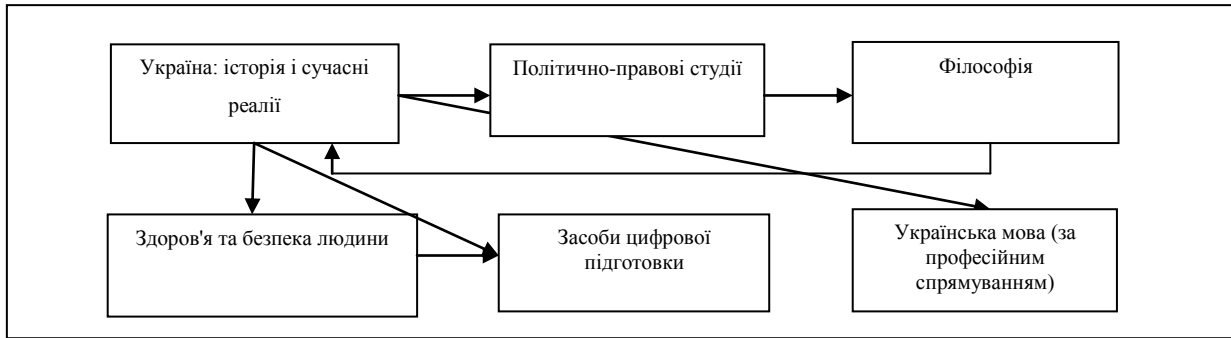 Україна: історія і сучасні
реалії
Політично-правові студії
Філософія
Здоров'я та безпека людини
Засоби цифрової
підготовки
Українська мова (за
професійним
спрямуванням)